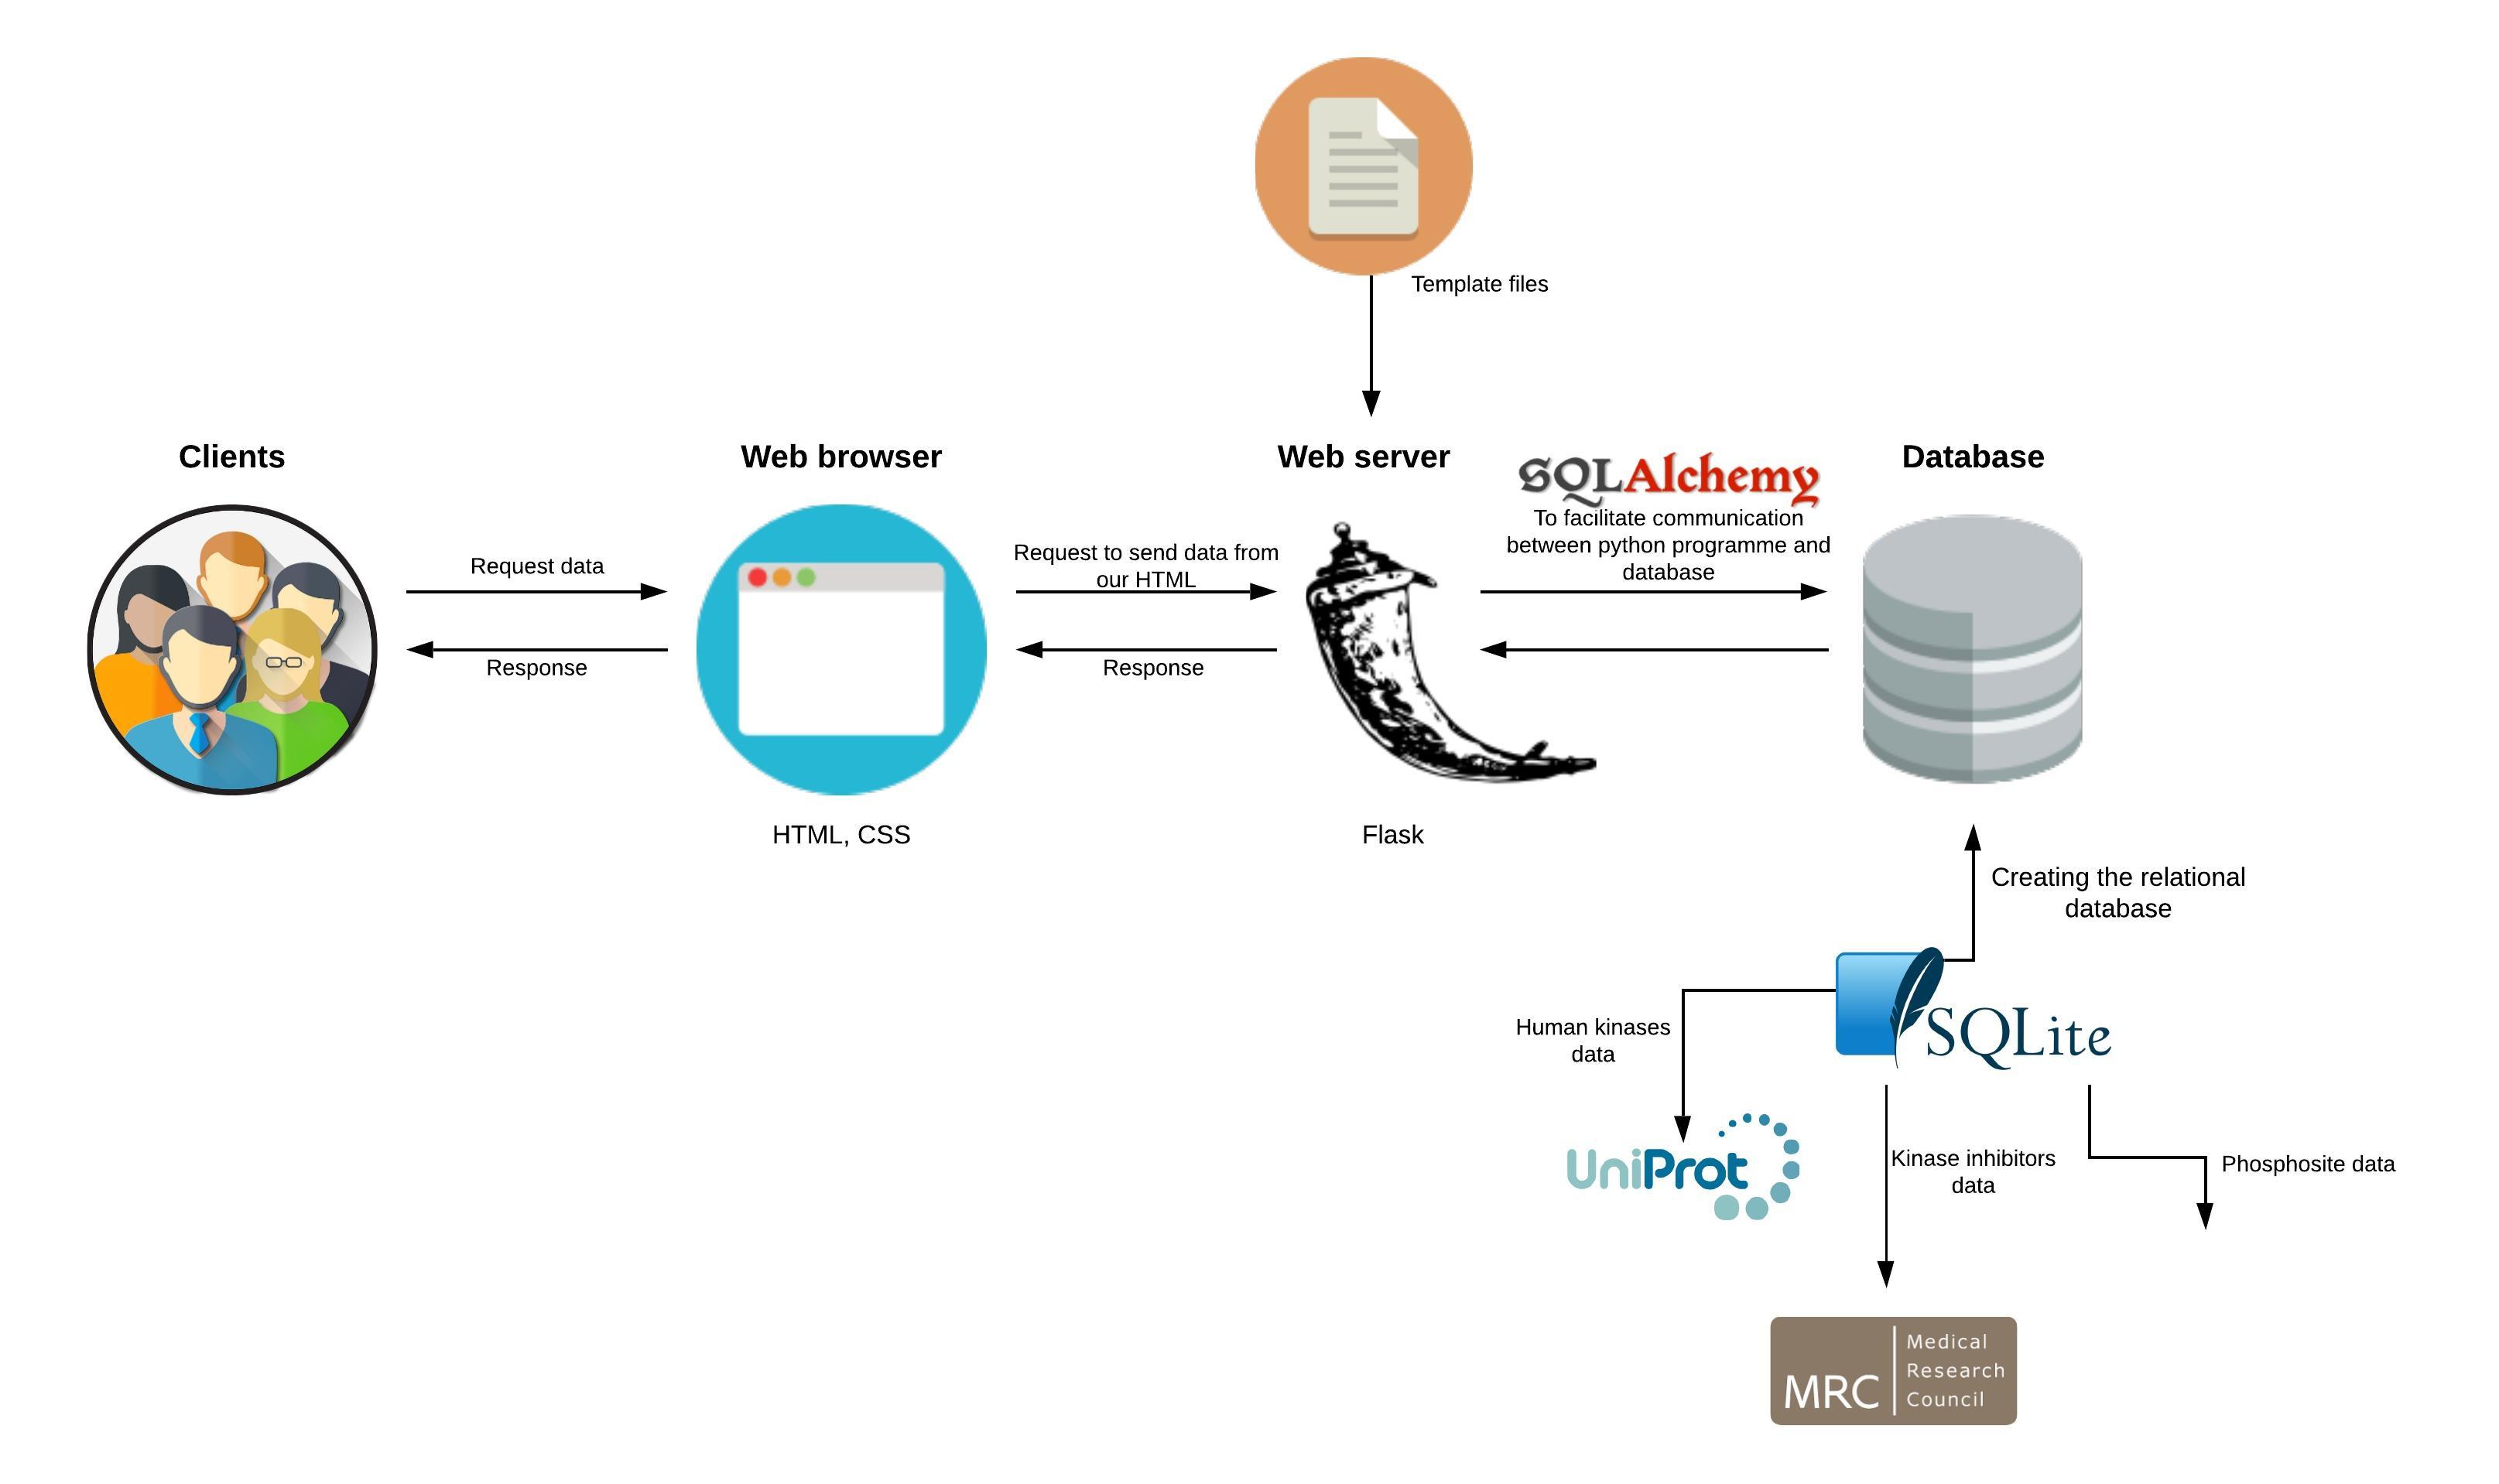 Template files
Clients
Web browser
Web server
SQLAlchemy
Database
Request data
Response
Request to send data from
our HTML
Response
To facilitate communication
between python programme and
database
HTML, CSS
Flask
Creating the relational
database
SQLite
Human kinases
data
UniProt
Kinase inhibitors
data
Phosphosite data
MRC
Medical
Research
Council